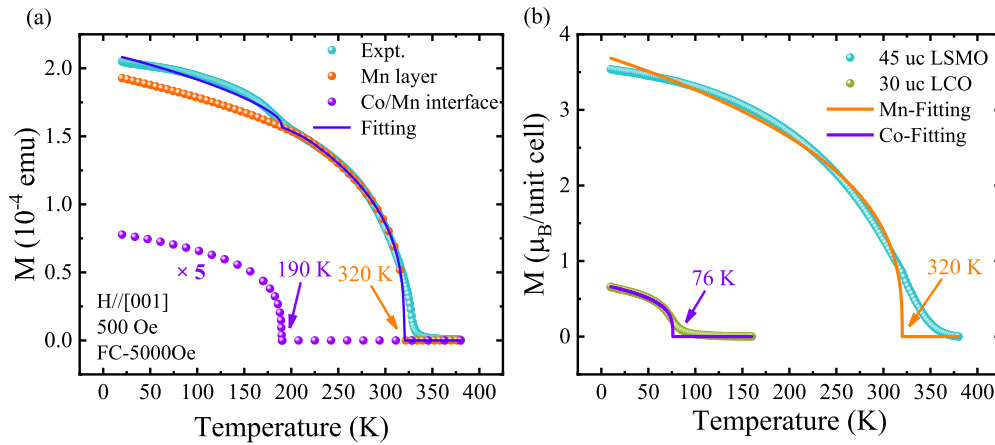 (a)
Expt.
Mn layer
Co/Mn interface
Fitting
× 5
190 K
320 K
H//[001]
500 Oe
FC-5000Oe
M (10⁻⁴ emu)
2.0
1.5
1.0
0.5
0.0
0 50 100 150 200 250 300 350 400
Temperature (K)
(b)
45 uc LSMO
30 uc LCO
Mn-Fitting
Co-Fitting
76 K
320 K
M (μB/unit cell)
4
3
2
1
0
0 50 100 150 200 250 300 350 400
Temperature (K)